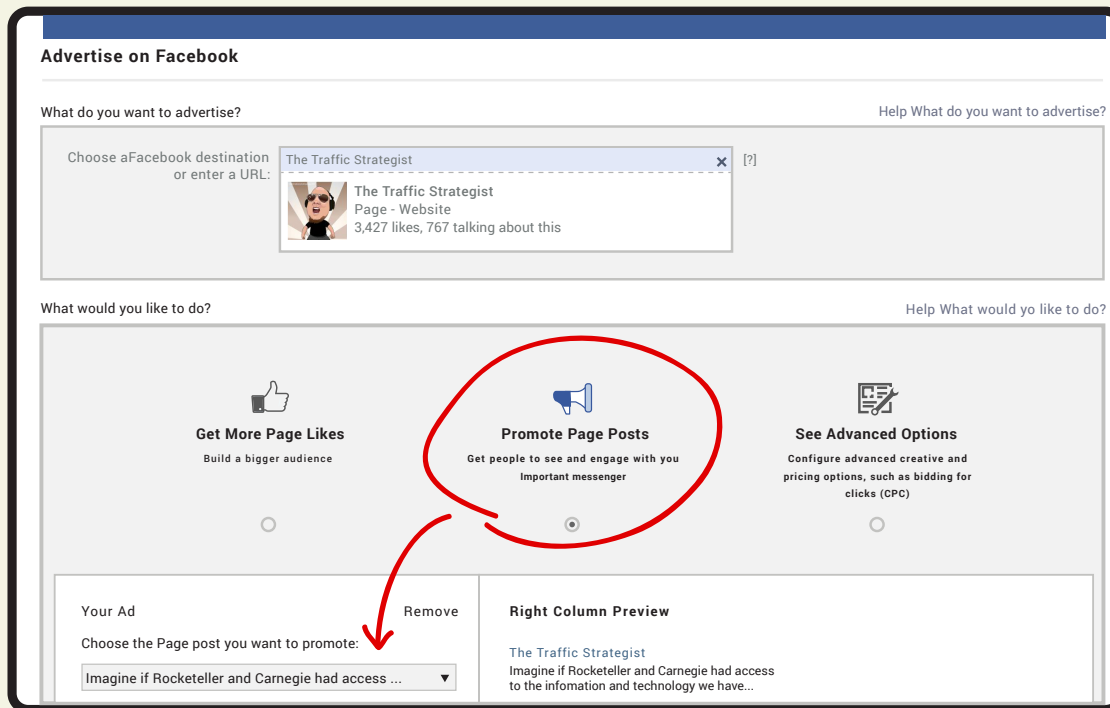 Advertise on Facebook
What do you want to advertise?
Help What do you want to advertise?
Choose aFacebook destination
or enter a URL:
The Traffic Strategist
[?]
The Traffic Strategist
Page - Website
3,427 likes, 767 talking about this
What would you like to do?
Help What would yo like to do?
Get More Page Likes
Build a bigger audience
Promote Page Posts
Get people to see and engage with you
Important messenger
See Advanced Options
Configure advanced creative and
pricing options, such as bidding for
clicks (CPC)
Your Ad
Remove
Choose the Page post you want to promote:
Imagine if Rocketeller and Carnegie had access ...
Right Column Preview
The Traffic Strategist
Imagine if Rocketeller and Carnegie had access
to the infomation and technology we have...